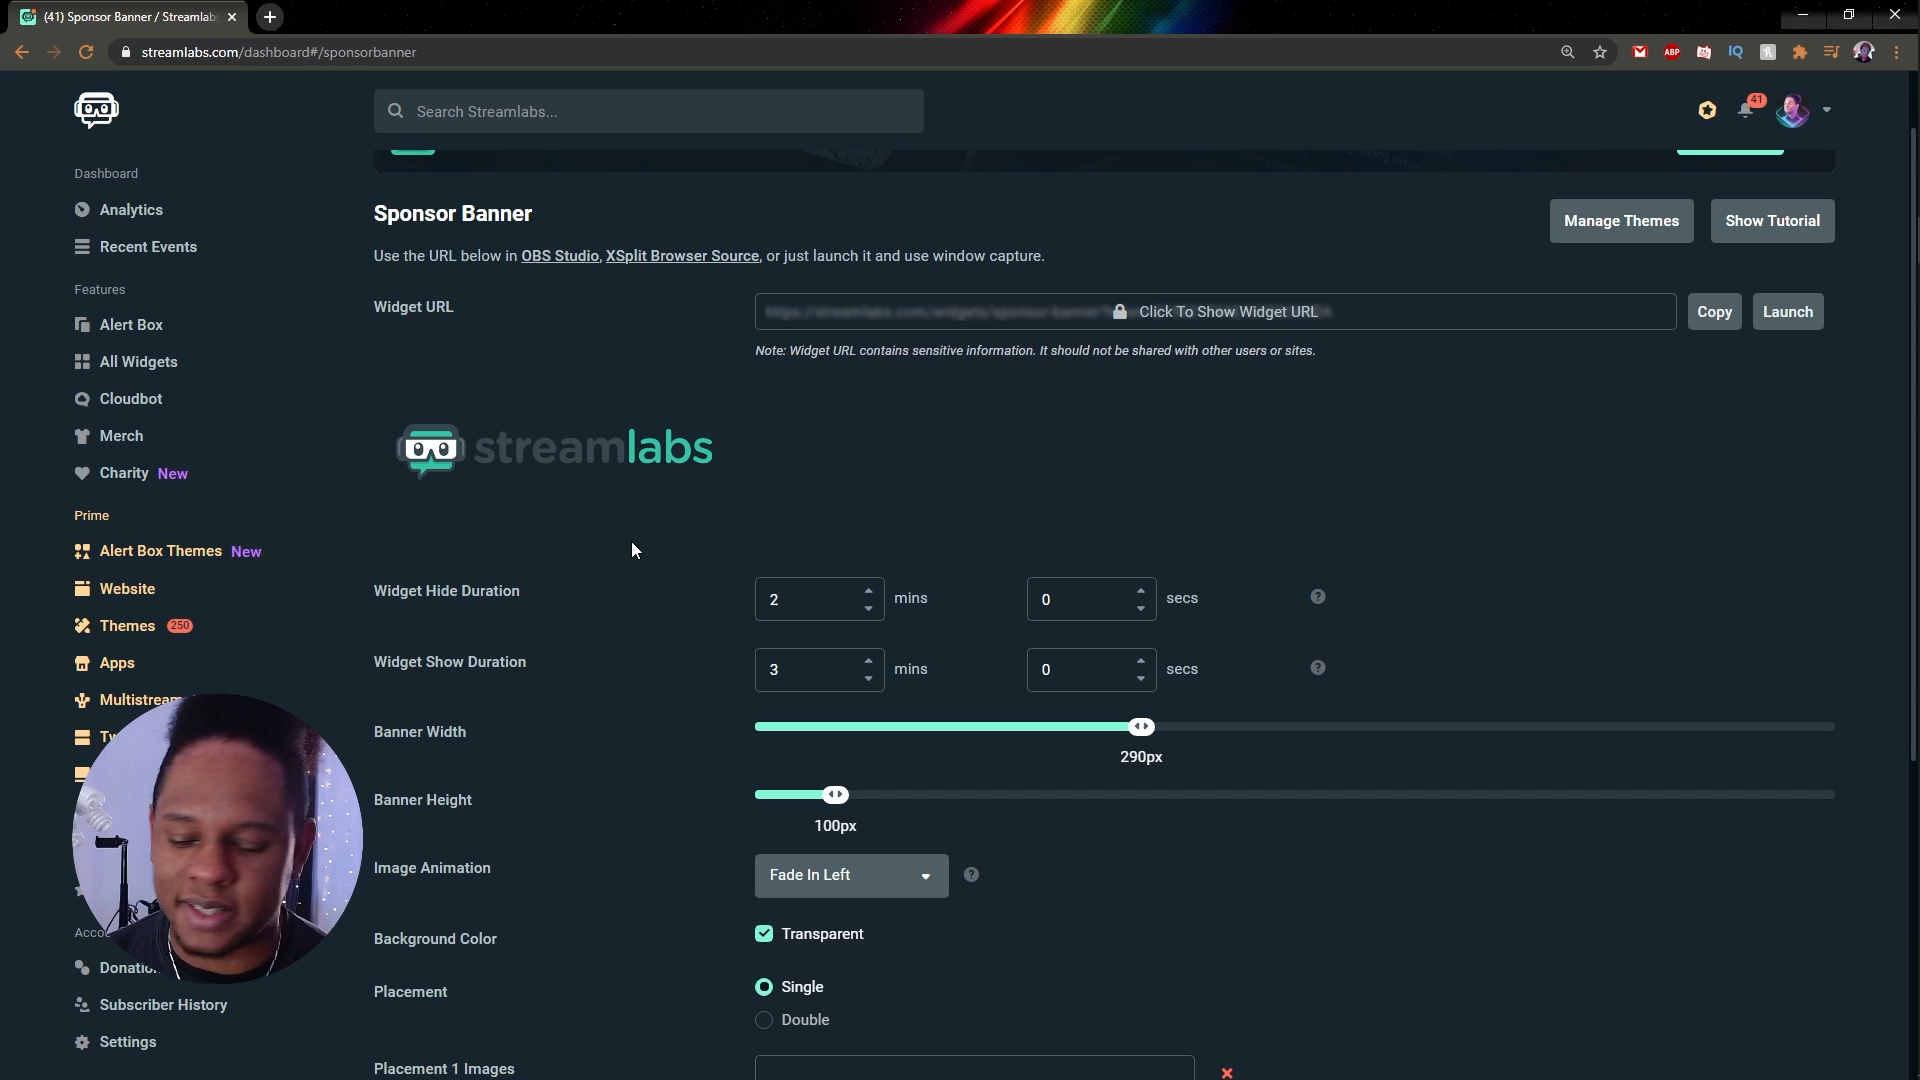 (41) Sponsor Banner / Streamlab
streamlabs.com/dashboard#/sponsorbanner
ABP
IQ
Search Streamlabs...
41
Dashboard
Analytics
Recent Events
Features
Alert Box
All Widgets
Cloudbot
Merch
Charity New
Prime
Alert Box Themes New
Website
Themes 250
Apps
Multistream
Tw
Acco
Donation
Subscriber History
Settings
Sponsor Banner
Manage Themes
Show Tutorial
Use the URL below in OBS Studio, XSplit Browser Source, or just launch it and use window capture.
Widget URL
Click To Show Widget URL
Copy
Launch
Note: Widget URL contains sensitive information. It should not be shared with other users or sites.
streamlabs
Widget Hide Duration
2 mins
0 secs
?
Widget Show Duration
3 mins
0 secs
?
Banner Width
290px
Banner Height
100px
Image Animation
Fade In Left
?
Background Color
Transparent
Placement
Single
Double
Placement 1 Images